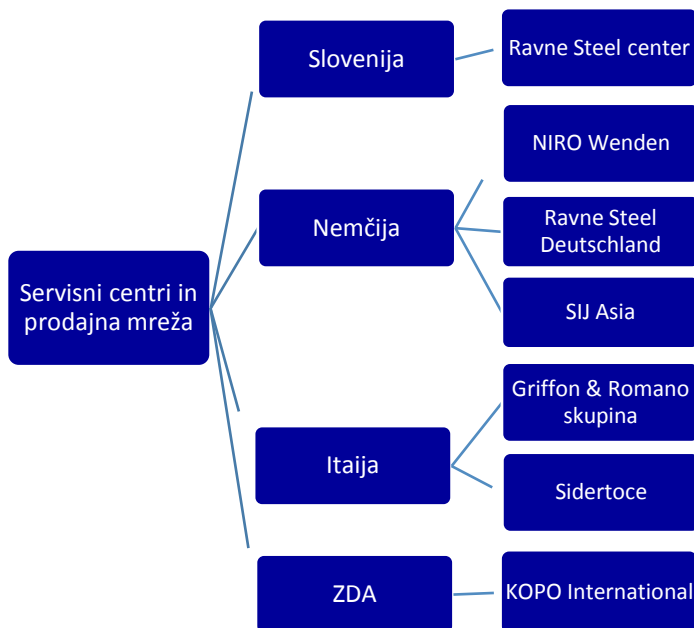 Servisni centri in
prodajna mreža
Slovenija
Ravne Steel center
Nemčija
NIRO Wenden
Ravne Steel
Deutschland
SIJ Asia
Itaija
Griffon & Romano
skupina
Sidertoce
ZDA
KOPO International